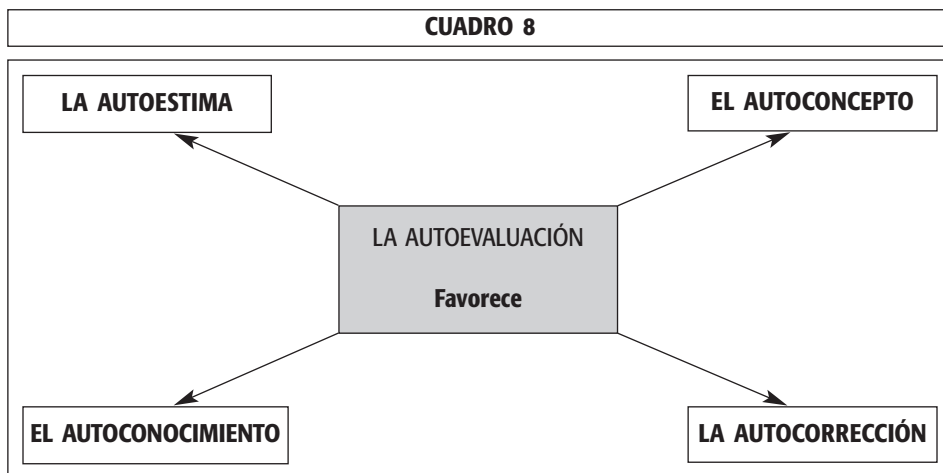 CUADRO 8
LA AUTOESTIMA
EL AUTOCONCEPTO
LA AUTOEVALUACIÓN
Favorece
EL AUTOCONOCIMIENTO
LA AUTOCORRECCIÓN